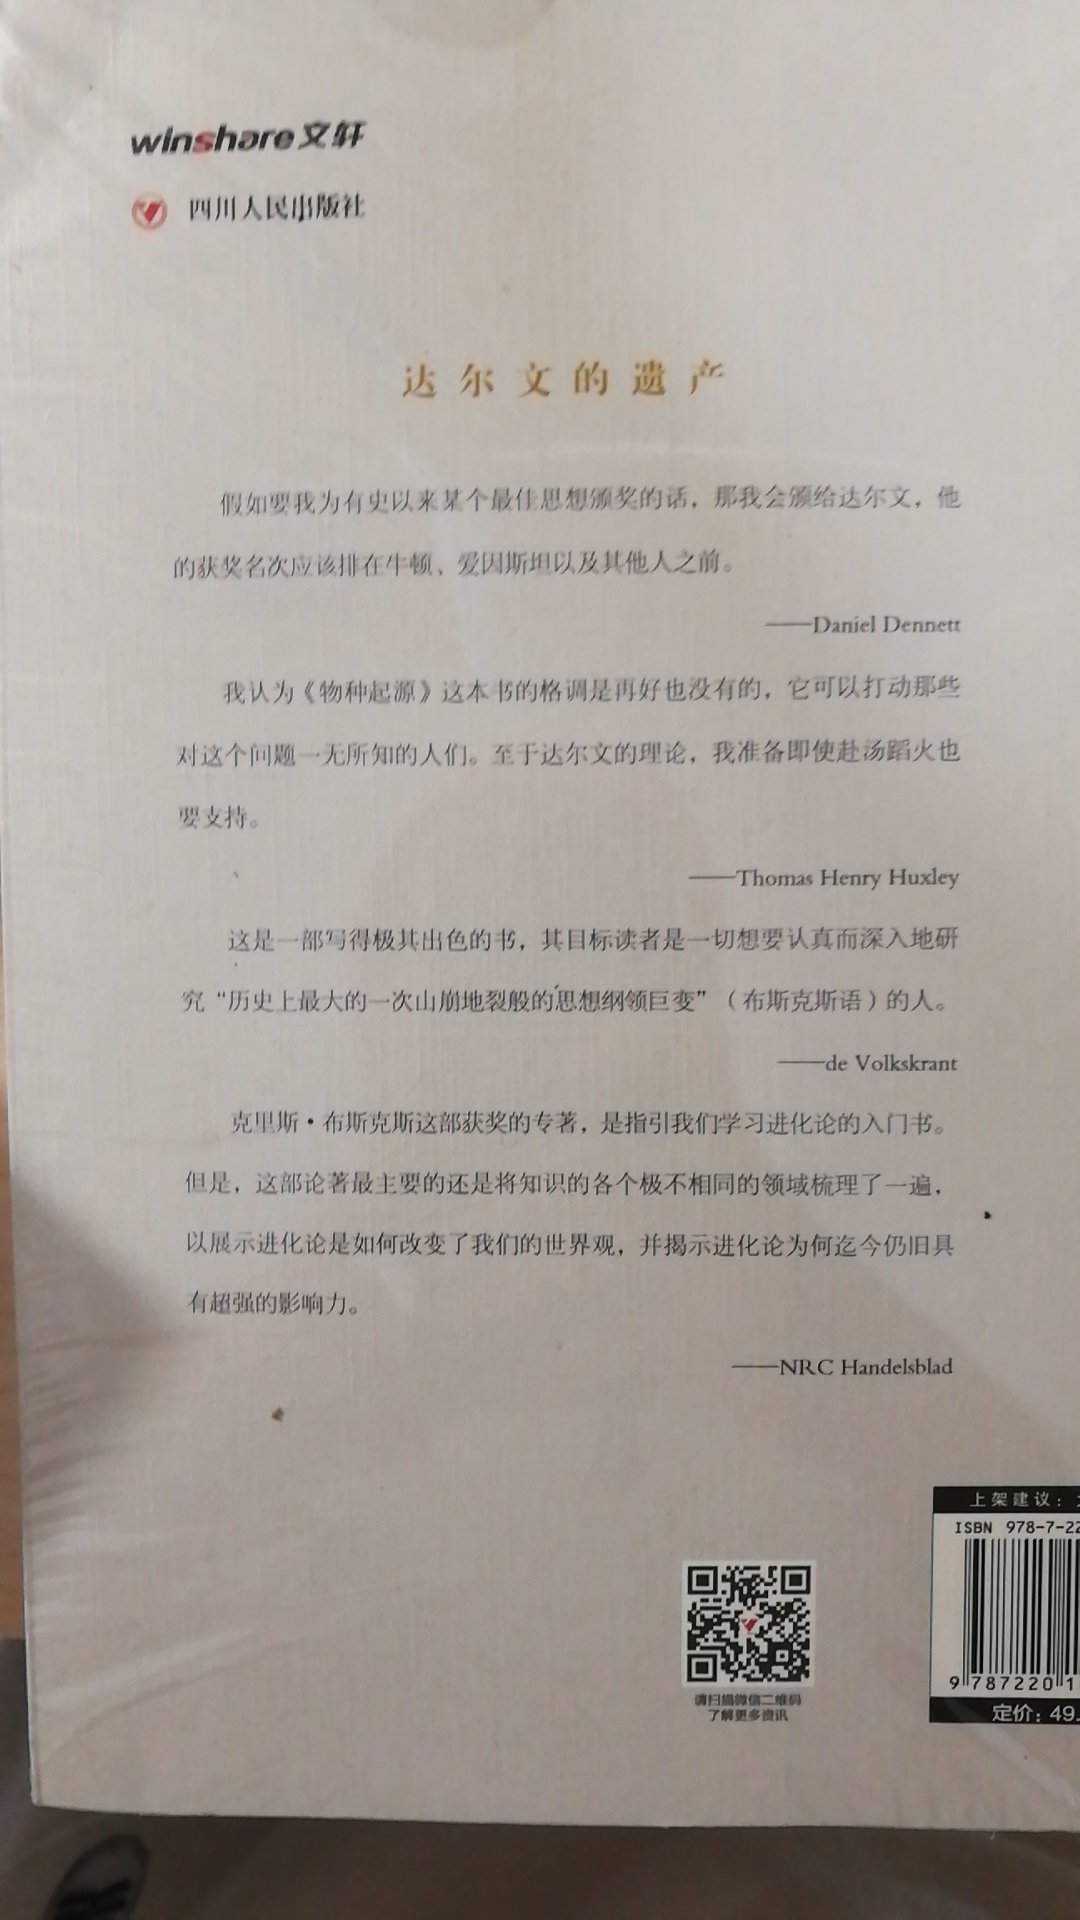 winshare文轩
四川人民出版社
达尔文的遗产
假如要我为有史以来某个最佳思想颁奖的话，那我会颁给达尔文，他
的获奖名次应该排在牛顿、爱因斯坦以及其他人之前。
——Daniel Dennett
我认为《物种起源》这本书的格调是再好也没有的，它可以打动那些
对这个问题一无所知的人们。至于达尔文的理论，我准备即使赴汤蹈火也
要支持。
——Thomas Henry Huxley
这是一部写得极其出色的书，其目标读者是一切想要认真而深入地研
究“历史上最大的一次山崩地裂般的思想纲领巨变”（布斯克斯语）的人。
——de Volkskrant
克里斯·布斯克斯这部获奖的专著，是指引我们学习进化论的入门书。
但是，这部论著最主要的还是将知识的各个极不相同的领域梳理了一遍，
以展示进化论是如何改变了我们的世界观，并揭示进化论为何迄今仍旧具
有超强的影响力。
——NRC Handelsblad
上架建议：
ISBN 978-7-22
9 787220 1
定价：49.
请扫描微信二维码
了解更多资讯